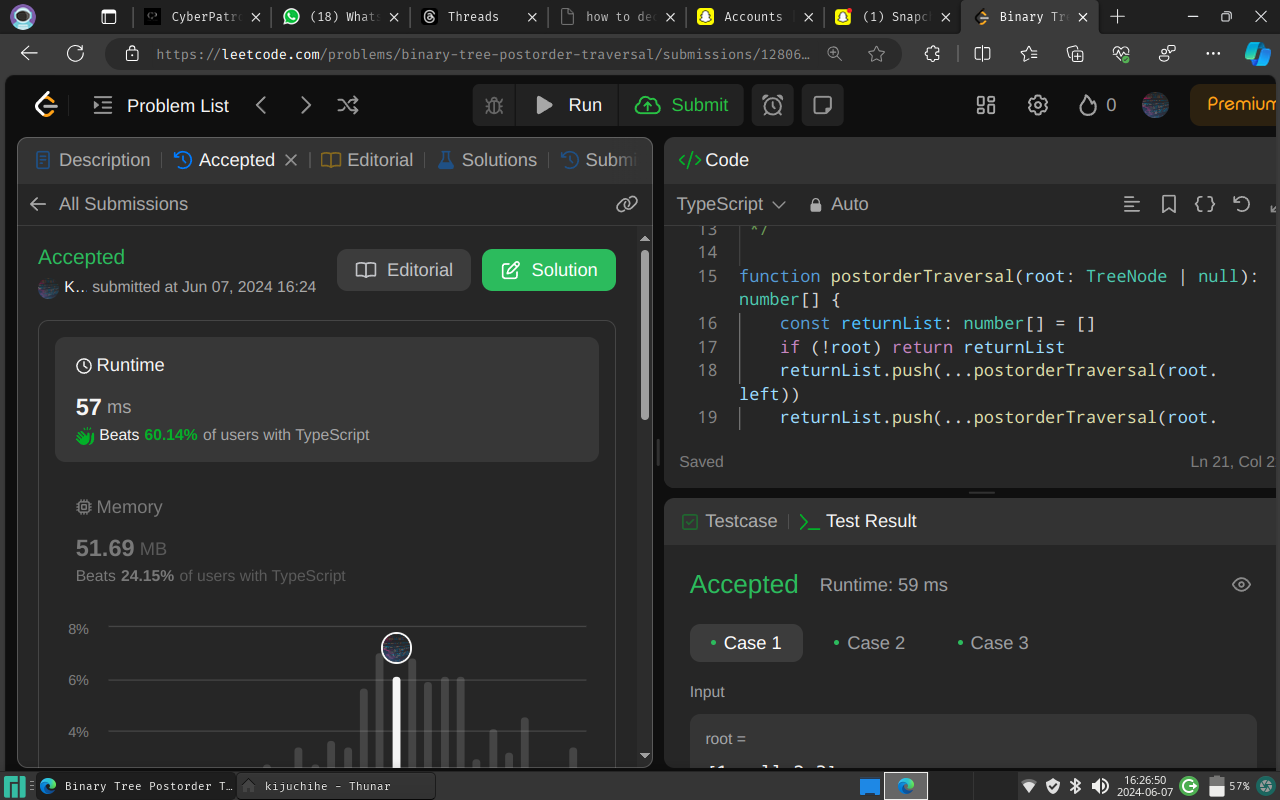 CyberPatr
(18) Whats
Threads
how to dec
Accounts
(1) Snapch
Binary Tre
https://leetcode.com/problems/binary-tree-postorder-traversal/submissions/12806…
Problem List
Run
Submit
0
Premium
Description
Accepted
Editorial
Solutions
Submi
All Submissions
Accepted
K… submitted at Jun 07, 2024 16:24
Editorial
Solution
Runtime
57 ms
Beats 60.14% of users with TypeScript
Memory
51.69 MB
Beats 24.15% of users with TypeScript
8%
6%
4%
</> Code
TypeScript
Auto
13 */
14
15 function postorderTraversal(root: TreeNode | null):
number[] {
16 const returnList: number[] = []
17 if (!root) return returnList
18 returnList.push(...postorderTraversal(root.
left))
19 returnList.push(...postorderTraversal(root.
Saved
Ln 21, Col 2
Testcase
Test Result
Accepted
Runtime: 59 ms
Case 1
Case 2
Case 3
Input
root =
Binary Tree Postorder T…
kijuchihe - Thunar
16:26:50
2024-06-07
57%